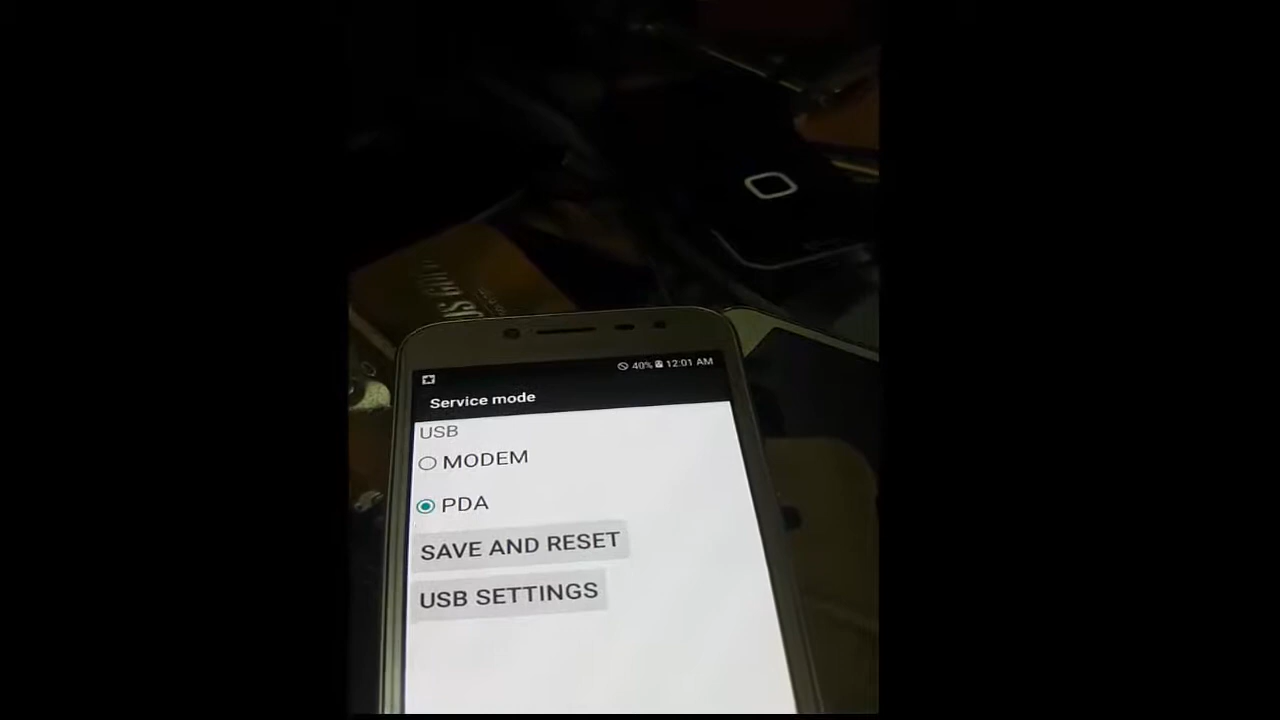 40% 12:01 AM
Service mode
USB
MODEM
PDA
SAVE AND RESET
USB SETTINGS